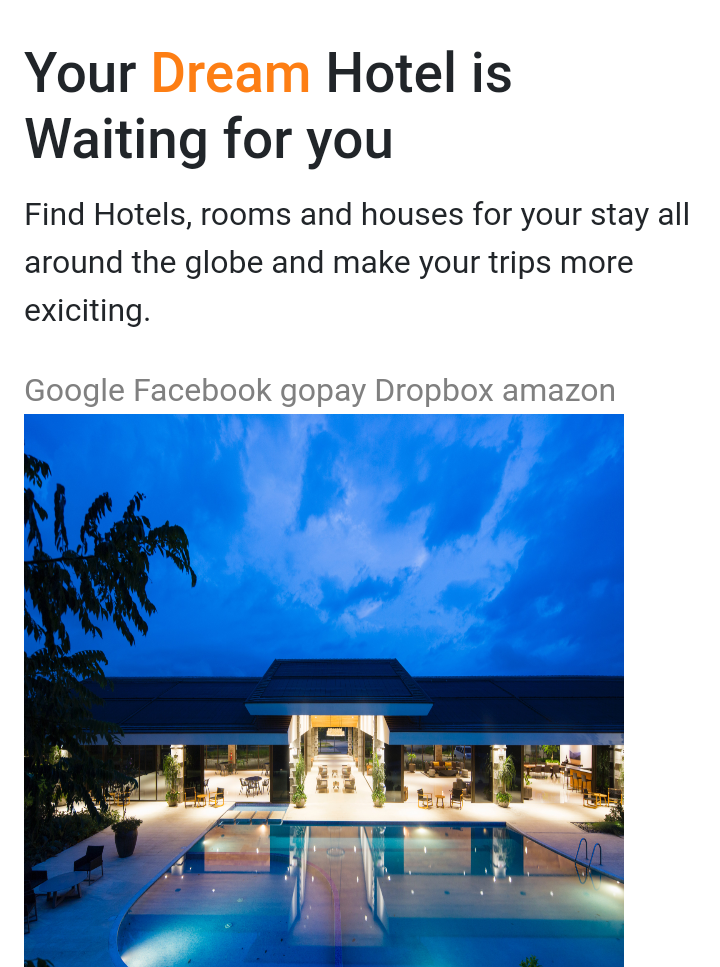 Your Dream Hotel is
Waiting for you
Find Hotels, rooms and houses for your stay all
around the globe and make your trips more
exiciting.
Google Facebook gopay Dropbox amazon